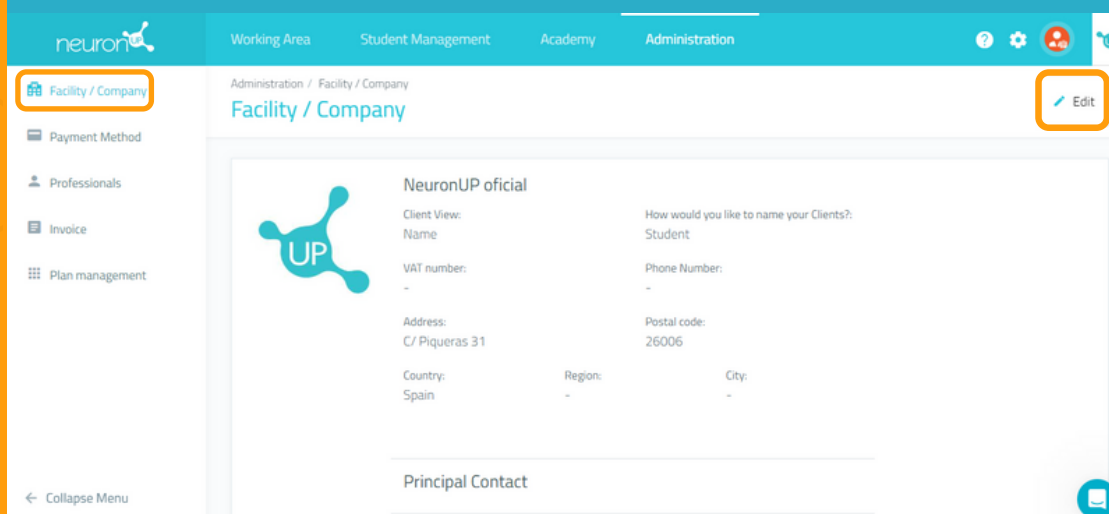 neuronUP
Working Area Student Management Academy Administration
Facility / Company
Payment Method
Professionals
Invoice
Plan management
Collapse Menu
Administration / Facility / Company
Facility / Company
Edit
UP
NeuronUP oficial
Client View: How would you like to name your Clients?:
Name Student
VAT number: Phone Number:
- -
Address: Postal code:
C/ Piqueras 31 26006
Country: Region: City:
Spain - -
Principal Contact